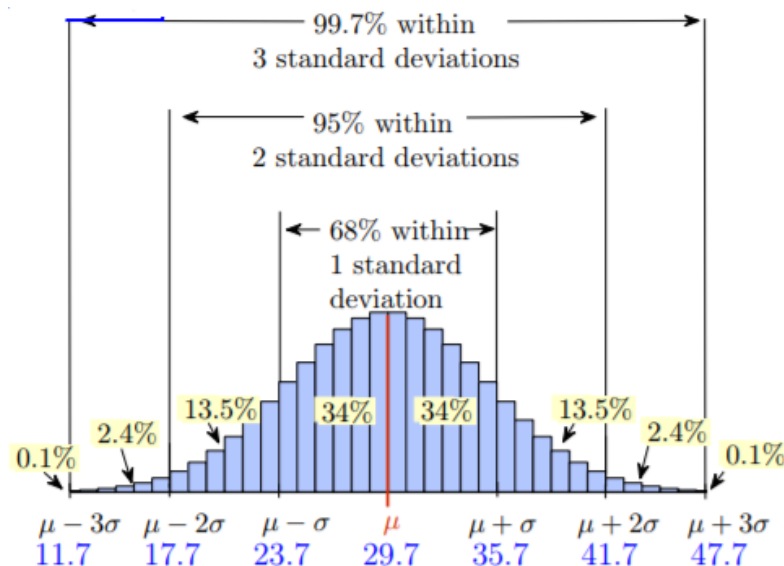 99.7% within
3 standard deviations
95% within
2 standard deviations
68% within
1 standard
deviation
34% 34%
13.5% 13.5%
2.4% 2.4%
0.1% 0.1%
μ − 3σ μ − 2σ μ − σ μ μ + σ μ + 2σ μ + 3σ
11.7 17.7 23.7 29.7 35.7 41.7 47.7